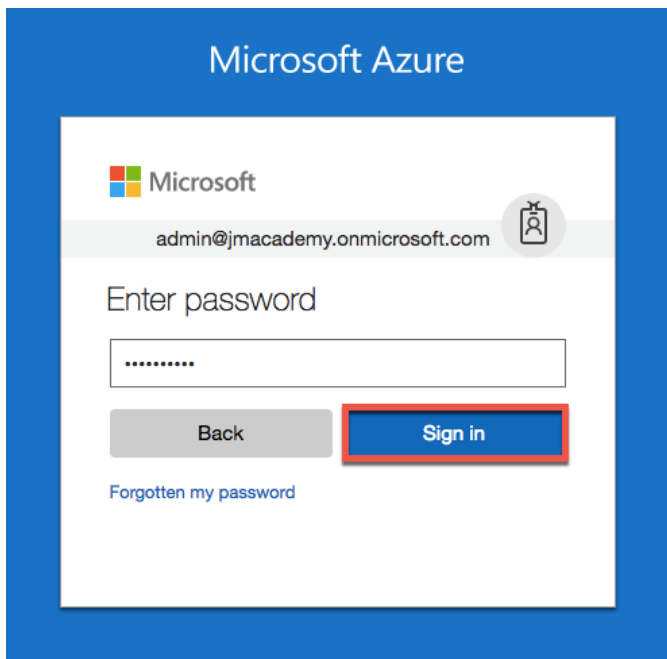 Microsoft Azure
Microsoft
admin@jmacademy.onmicrosoft.com
Enter password
••••••••••
Back
Sign in
Forgotten my password